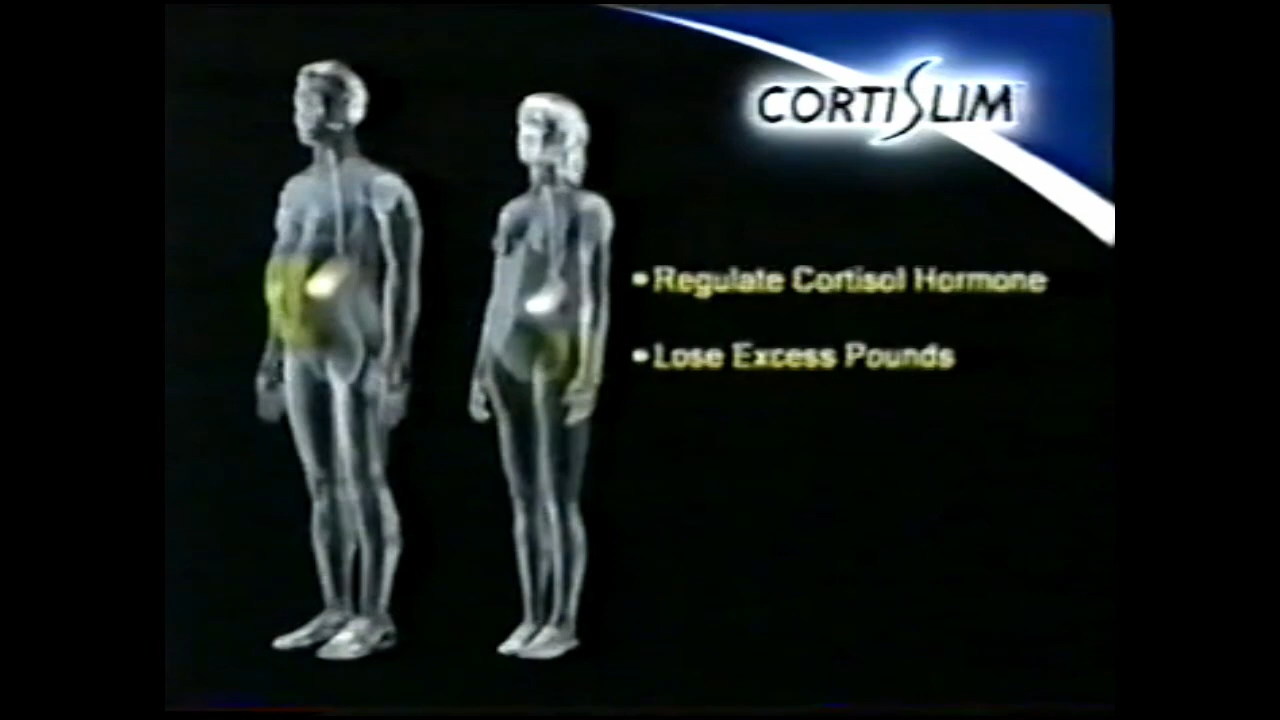 CORTISLIM
• Regulate Cortisol Hormone
• Lose Excess Pounds